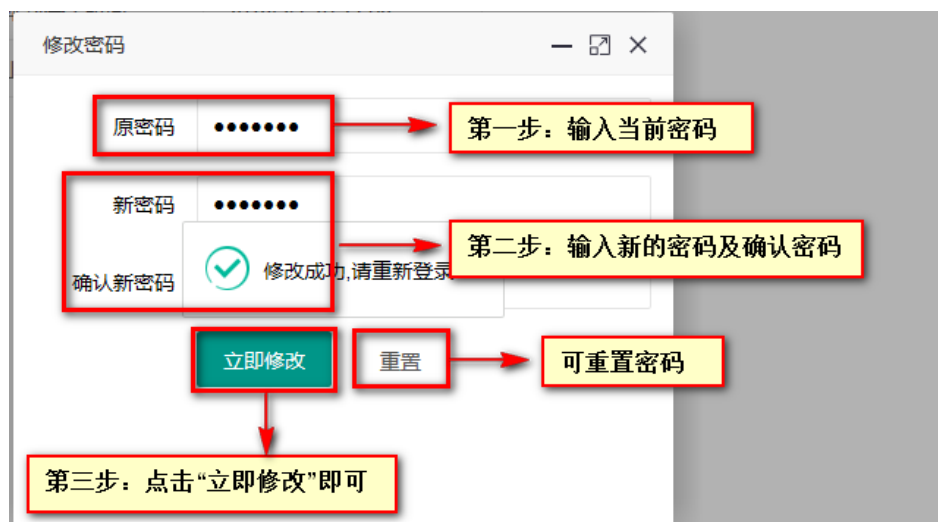 修改密码
原密码 •••••••
第一步：输入当前密码
新密码 •••••••
第二步：输入新的密码及确认密码
确认新密码
修改成功,请重新登录
立即修改
重置
可重置密码
第三步：点击“立即修改”即可